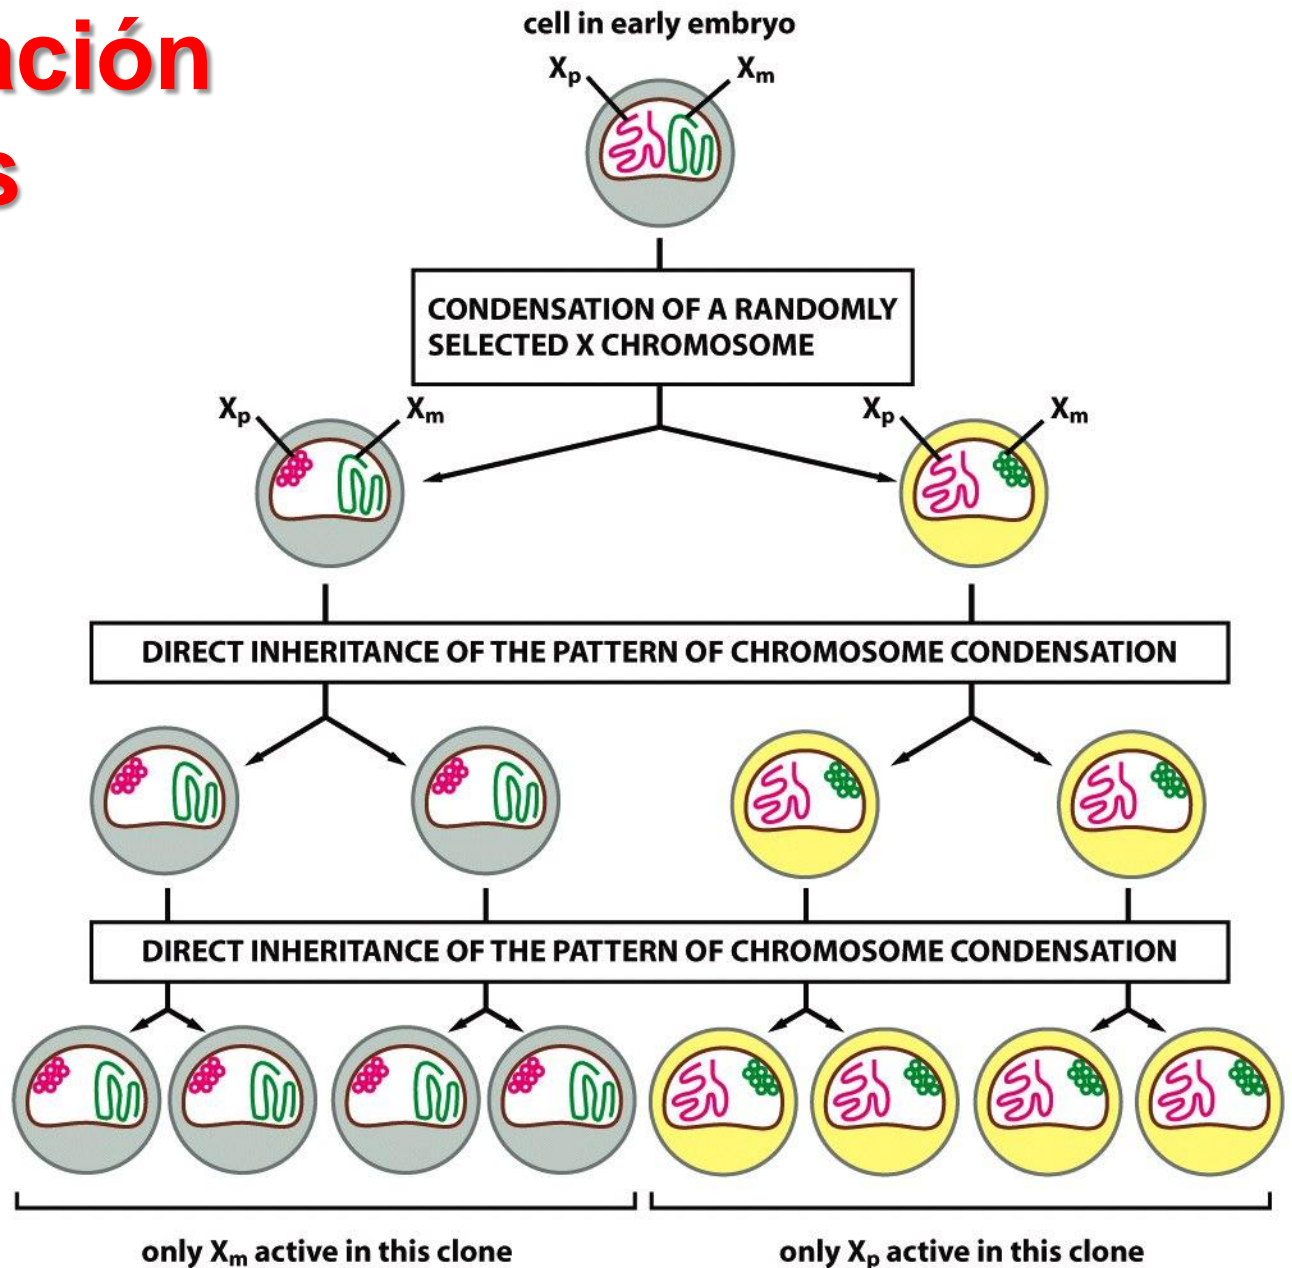 cell in early embryo
Xp Xm
CONDENSATION OF A RANDOMLY
SELECTED X CHROMOSOME
Xp Xm Xp Xm
DIRECT INHERITANCE OF THE PATTERN OF CHROMOSOME CONDENSATION
DIRECT INHERITANCE OF THE PATTERN OF CHROMOSOME CONDENSATION
only Xm active in this clone only Xp active in this clone